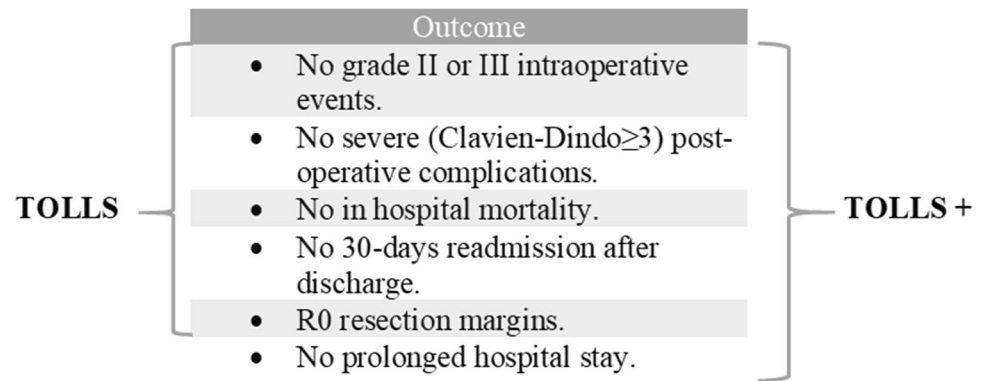 Outcome
• No grade II or III intraoperative
events.
• No severe (Clavien-Dindo≥3) post-
operative complications.
TOLLS
• No in hospital mortality.
TOLLS +
• No 30-days readmission after
discharge.
• R0 resection margins.
• No prolonged hospital stay.